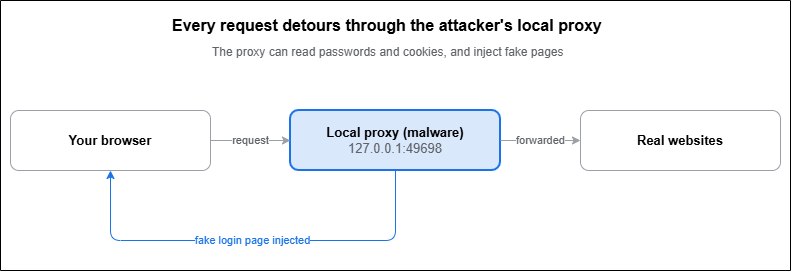 Every request detours through the attacker's local proxy
The proxy can read passwords and cookies, and inject fake pages
Your browser
request
Local proxy (malware)
127.0.0.1:49698
forwarded
Real websites
fake login page injected